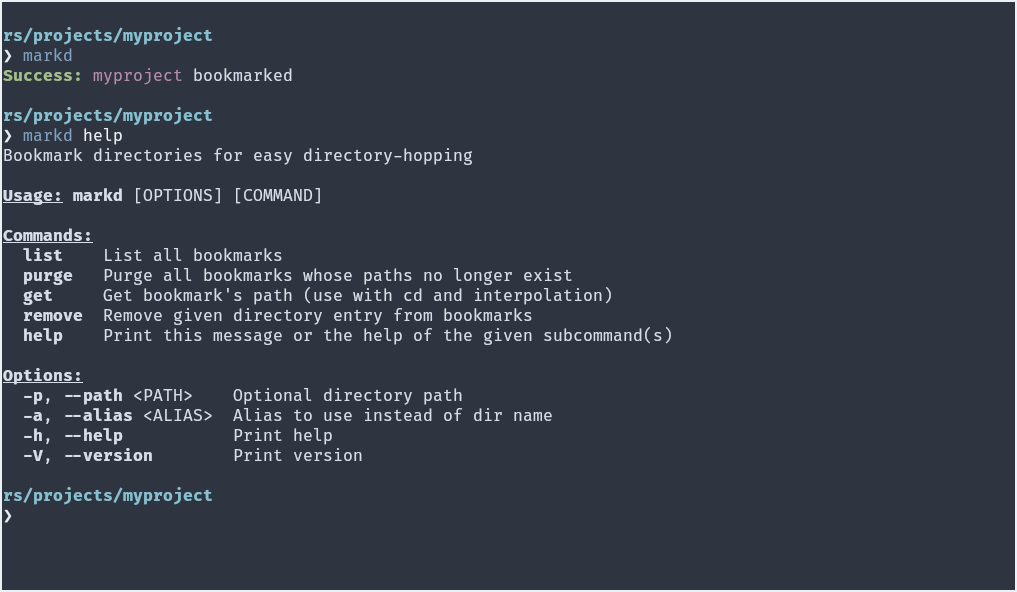 rs/projects/myproject
❯ markd
Success: myproject bookmarked
rs/projects/myproject
❯ markd help
Bookmark directories for easy directory-hopping
Usage: markd [OPTIONS] [COMMAND]
Commands:
list    List all bookmarks
purge   Purge all bookmarks whose paths no longer exist
get     Get bookmark's path (use with cd and interpolation)
remove  Remove given directory entry from bookmarks
help    Print this message or the help of the given subcommand(s)
Options:
-p, --path <PATH>    Optional directory path
-a, --alias <ALIAS>  Alias to use instead of dir name
-h, --help           Print help
-V, --version        Print version
rs/projects/myproject
❯